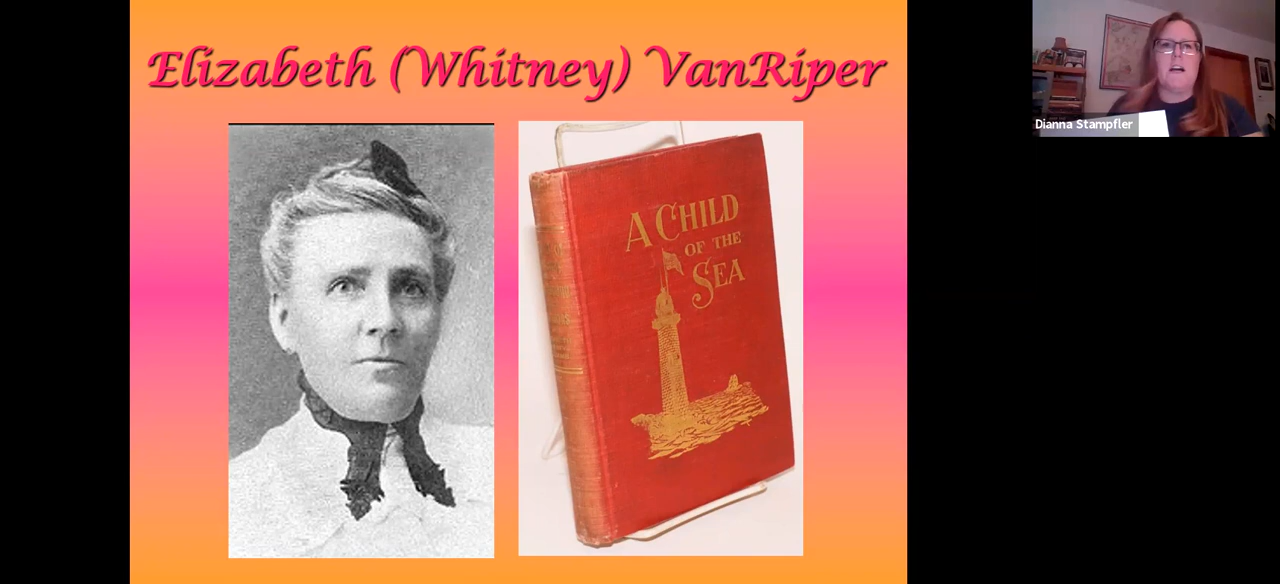 Elizabeth (Whitney) VanRiper
A CHILD
OF THE
SEA
Dianna Stampfler